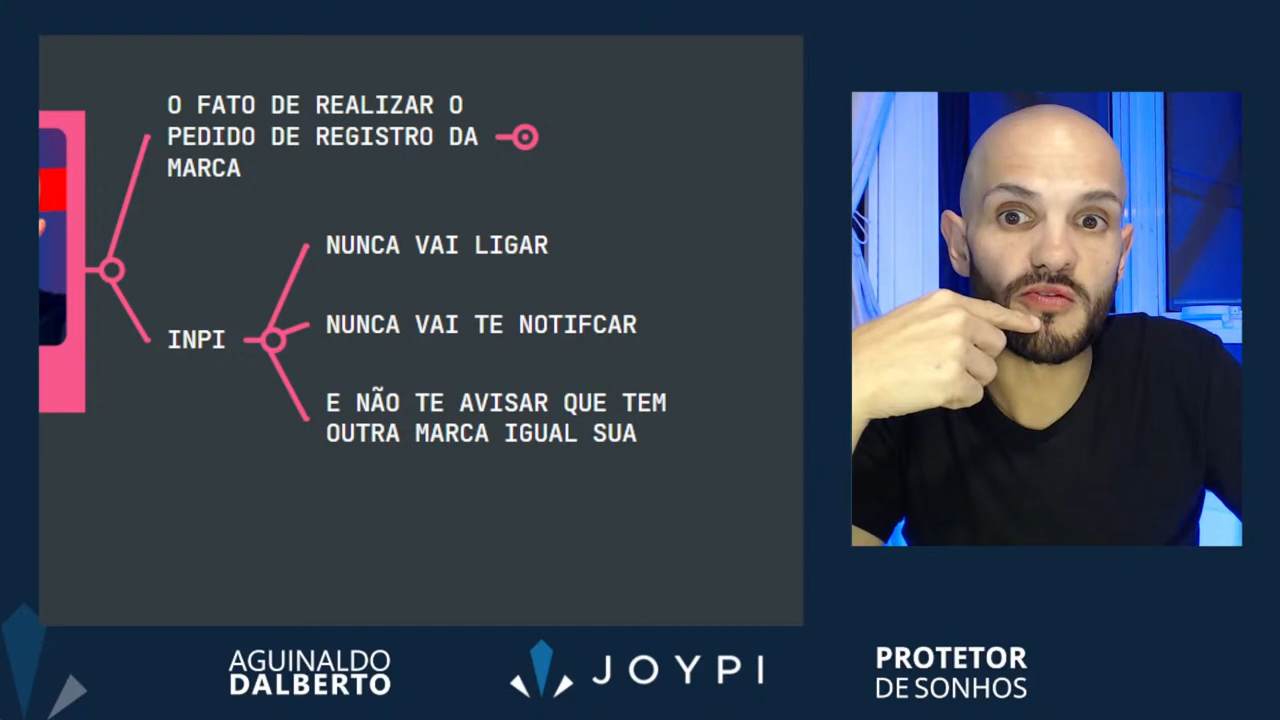 O FATO DE REALIZAR O
PEDIDO DE REGISTRO DA
MARCA
NUNCA VAI LIGAR
INPI
NUNCA VAI TE NOTIFCAR
E NÃO TE AVISAR QUE TEM
OUTRA MARCA IGUAL SUA
AGUINALDO
DALBERTO
JOYPI
PROTETOR
DE SONHOS